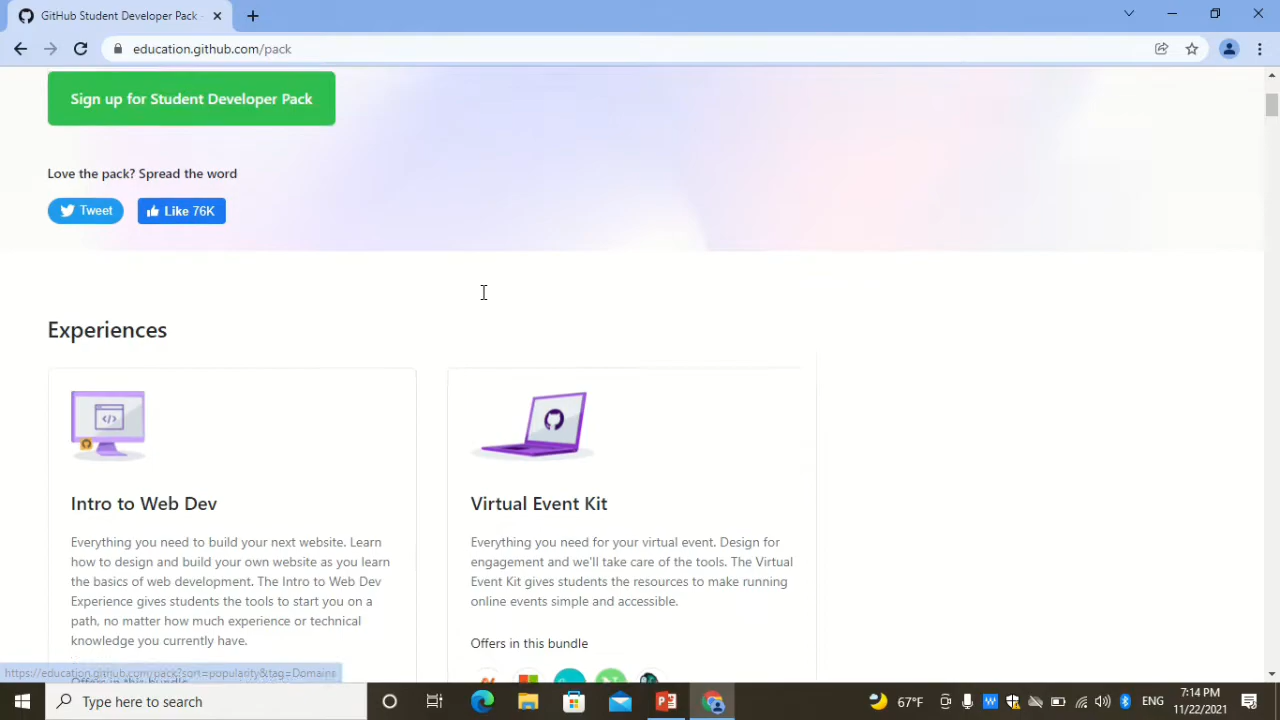 GitHub Student Developer Pack -
education.github.com/pack
Sign up for Student Developer Pack
Love the pack? Spread the word
Tweet
Like 76K
Experiences
Intro to Web Dev
Everything you need to build your next website. Learn
how to design and build your own website as you learn
the basics of web development. The Intro to Web Dev
Experience gives students the tools to start you on a
path, no matter how much experience or technical
knowledge you currently have.
Offers in this bundle
Virtual Event Kit
Everything you need for your virtual event. Design for
engagement and we'll take care of the tools. The Virtual
Event Kit gives students the resources to make running
online events simple and accessible.
Offers in this bundle
https://education.github.com/pack?sort=popularity&tag=Domains
Type here to search
67°F
ENG
7:14 PM
11/22/2021